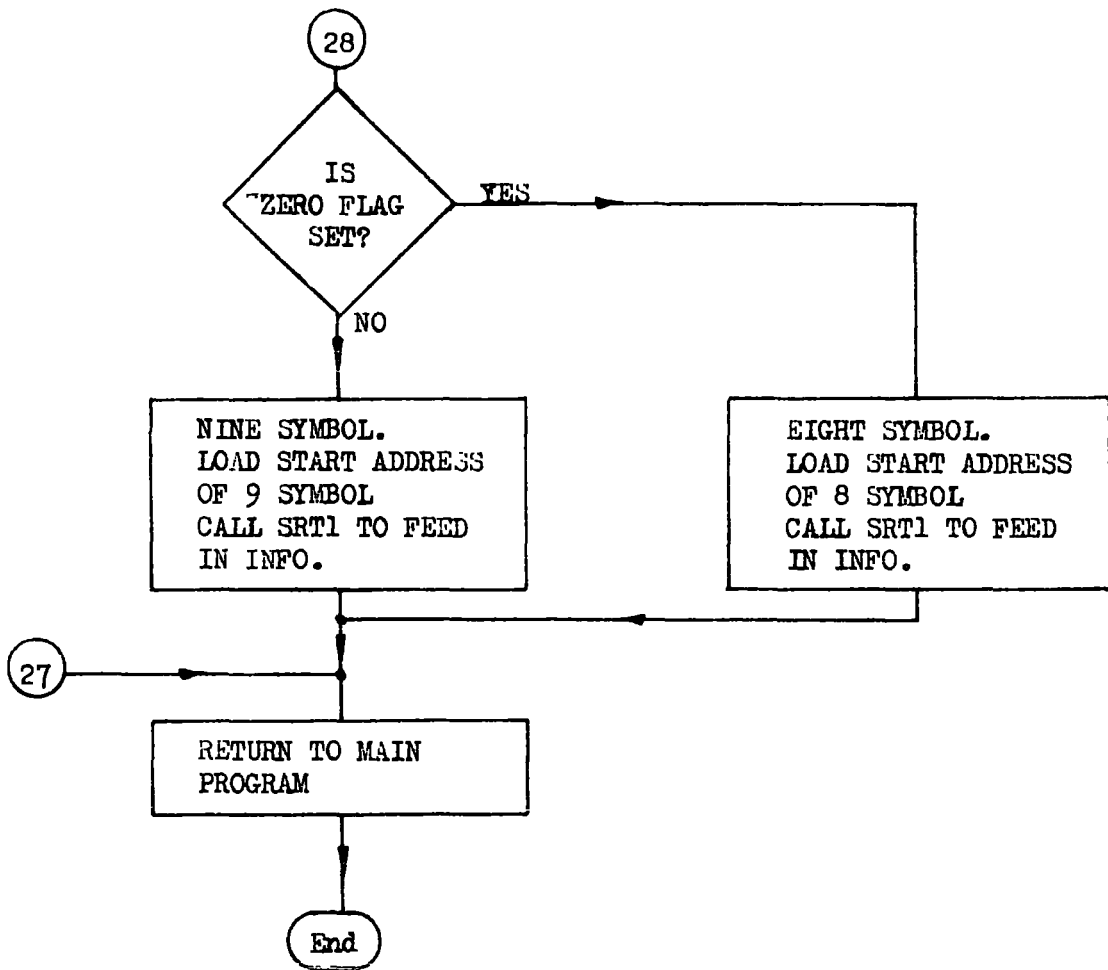 28
IS
ZERO FLAG
SET?
YES
NO
NINE SYMBOL.
LOAD START ADDRESS
OF 9 SYMBOL
CALL SRT1 TO FEED
IN INFO.
EIGHT SYMBOL.
LOAD START ADDRESS
OF 8 SYMBOL
CALL SRT1 TO FEED
IN INFO.
27
RETURN TO MAIN
PROGRAM
End